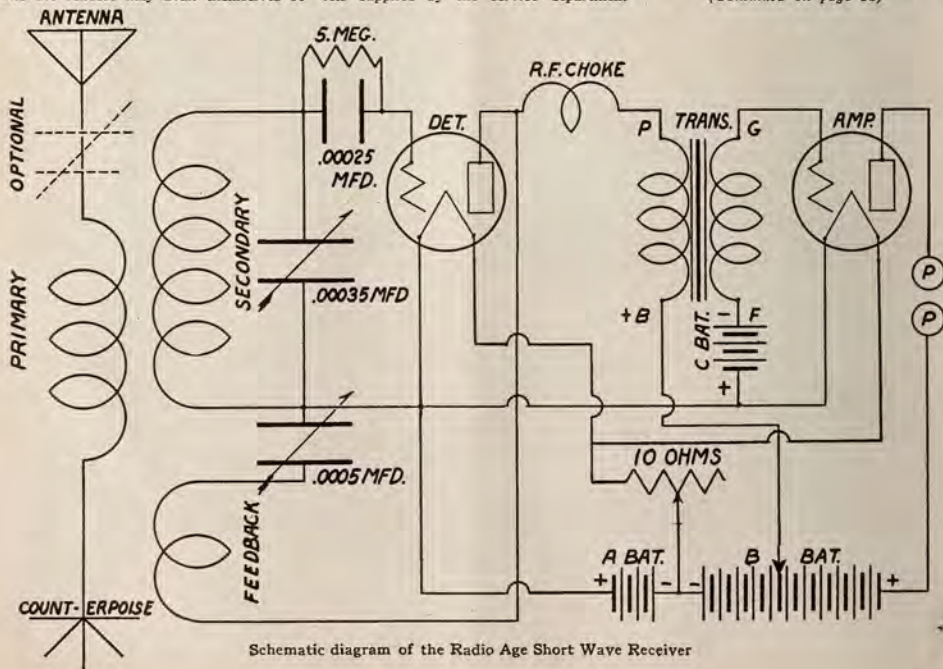 ANTENNA
5. MEG.
R.F. CHOKE
OPTIONAL
DET.
P TRANS. G
AMP.
.00025
MFD.
PRIMARY
SECONDARY
.00035 MFD
+B
C BAT.
- F
+
P
P
10 OHMS
.0005 MFD.
FEEDBACK
A BAT.
B BAT.
+ - - +
COUNT-ERPOISE
Schematic diagram of the Radio Age Short Wave Receiver